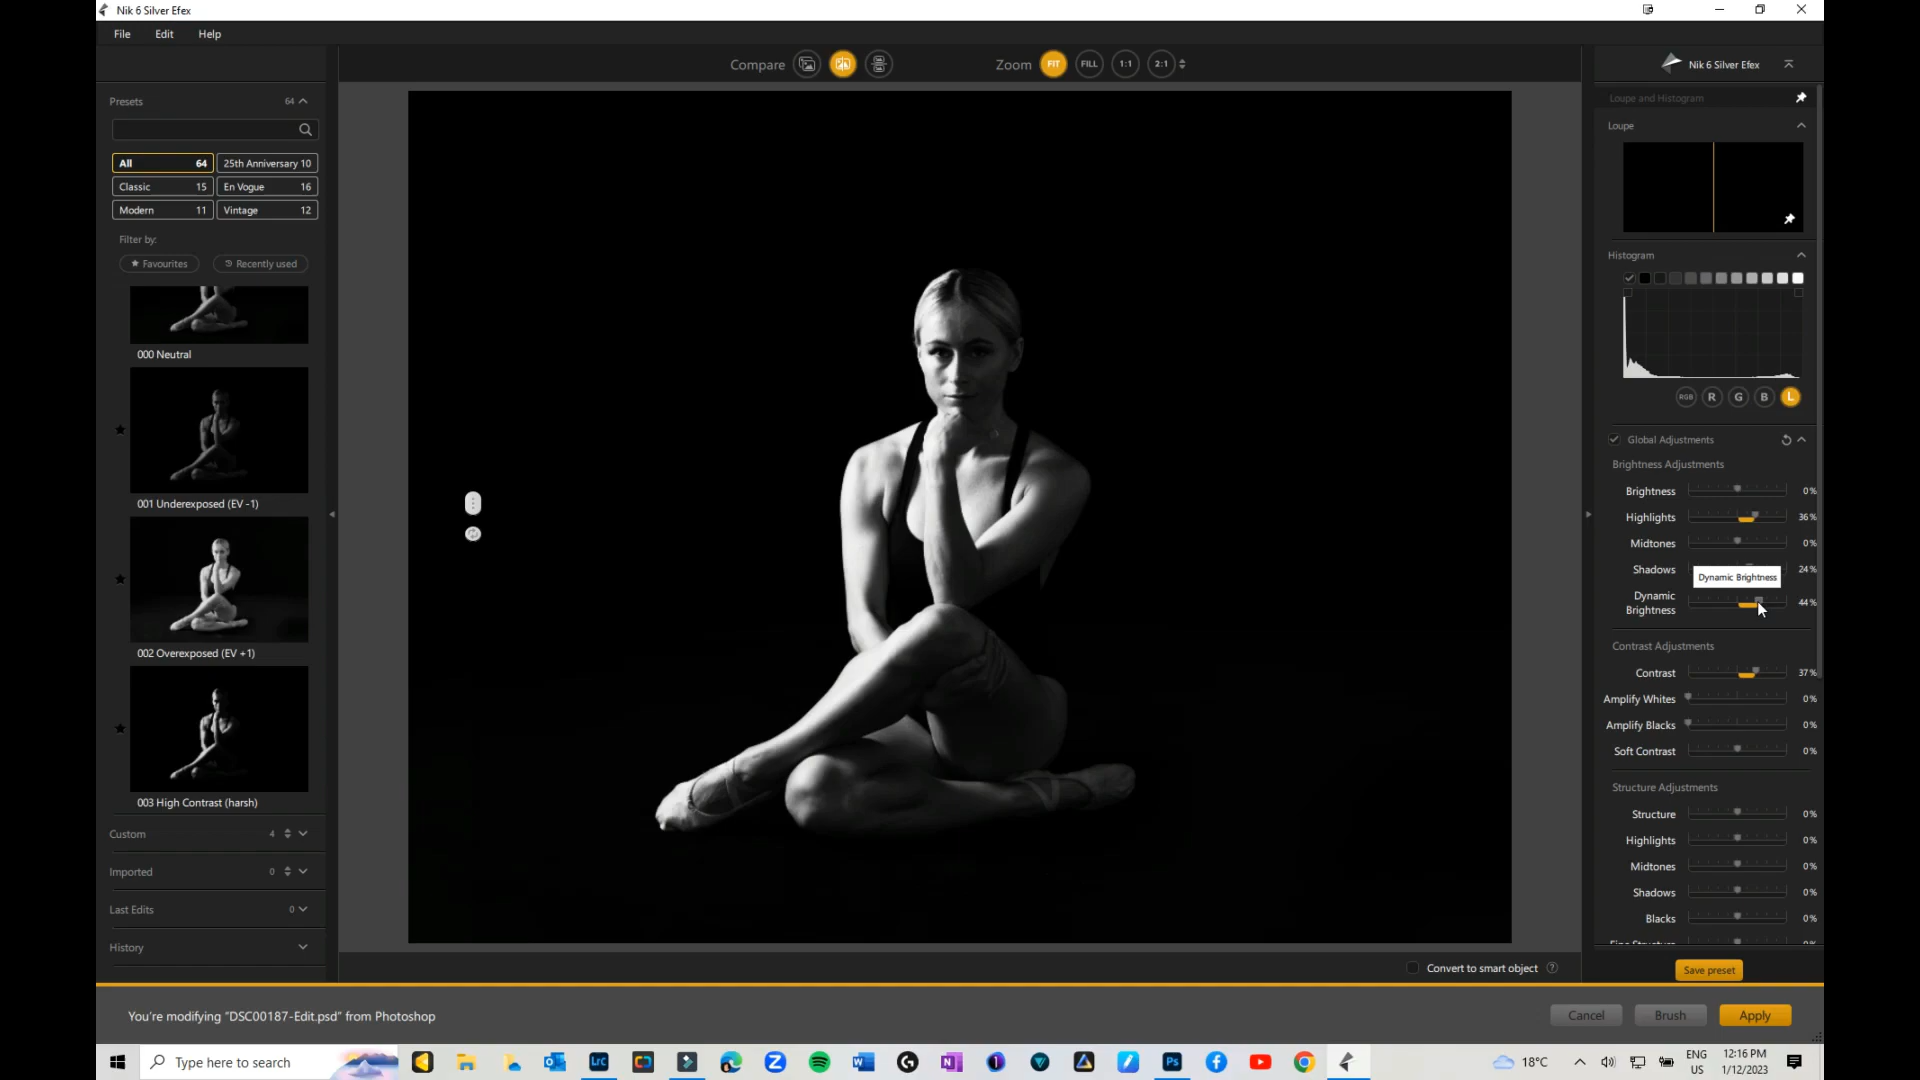 Nik 6 Silver Efex
File Edit Help
Compare
Zoom FIT FILL 1:1 2:1
Nik 6 Silver Efex
Presets 64
All 64
25th Anniversary 10
Classic 15
En Vogue 16
Modern 11
Vintage 12
Filter by:
Favourites
Recently used
000 Neutral
001 Underexposed (EV -1)
002 Overexposed (EV +1)
003 High Contrast (harsh)
Custom 4
Imported 0
Last Edits 0
History
Loupe and Histogram
Loupe
Histogram
RGB R G B L
Global Adjustments
Brightness Adjustments
Brightness 0%
Highlights 36%
Midtones 0%
Shadows 24%
Dynamic Brightness
Dynamic
Brightness 44%
Contrast Adjustments
Contrast 37%
Amplify Whites 0%
Amplify Blacks 0%
Soft Contrast 0%
Structure Adjustments
Structure 0%
Highlights 0%
Midtones 0%
Shadows 0%
Blacks 0%
Convert to smart object ?
Save preset
You're modifying "DSC00187-Edit.psd" from Photoshop
Cancel Brush Apply
Type here to search
LrC
Ps
18°C
ENG
US
12:16 PM
1/12/2023